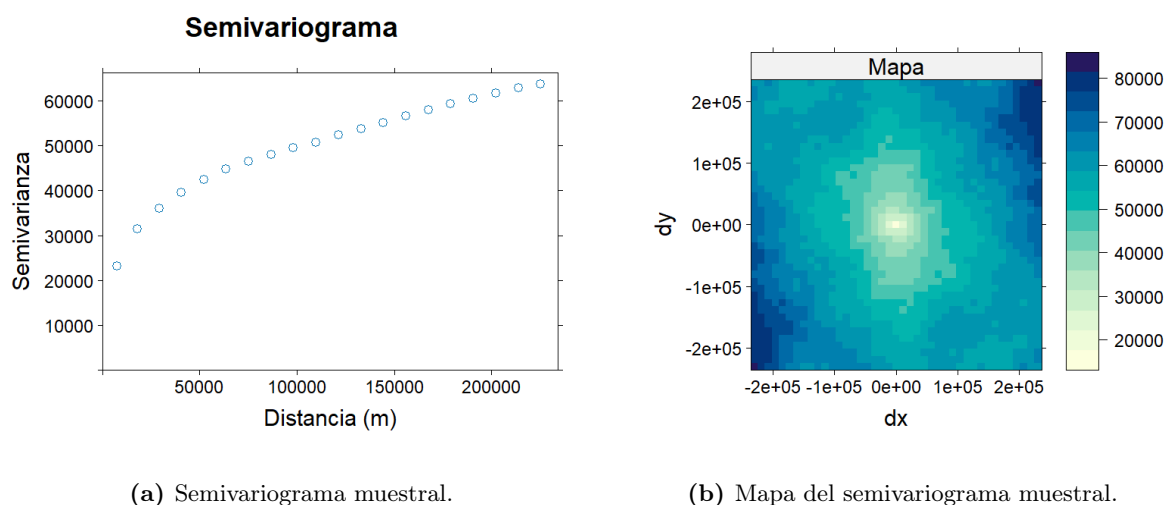 Semivariograma
60000
50000
40000
30000
20000
10000
Semivarianza
50000 100000 150000 200000
Distancia (m)
(a) Semivariograma muestral.
Mapa
2e+05
1e+05
0e+00
-1e+05
-2e+05
dy
-2e+05 -1e+05 0e+00 1e+05 2e+05
dx
80000
70000
60000
50000
40000
30000
20000
(b) Mapa del semivariograma muestral.